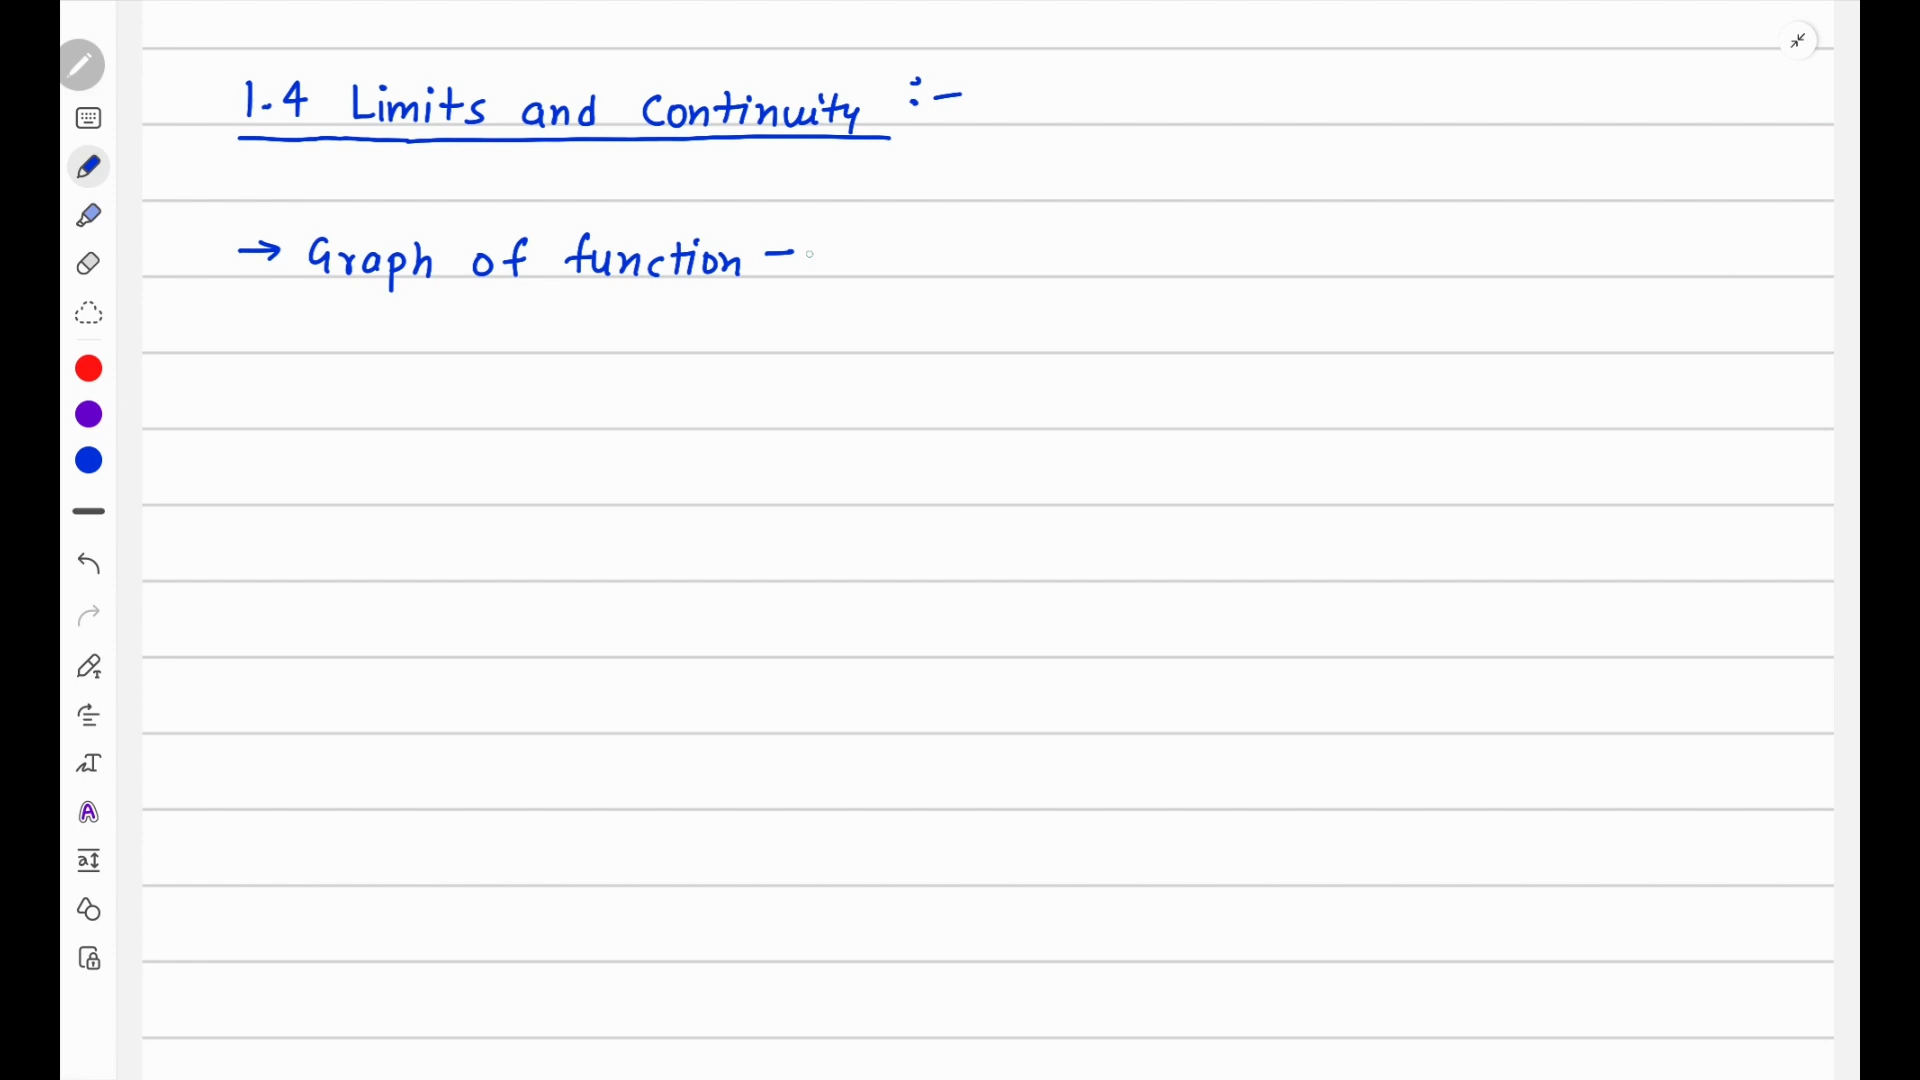 1.4 Limits and Continuity :-
→ Graph of function -